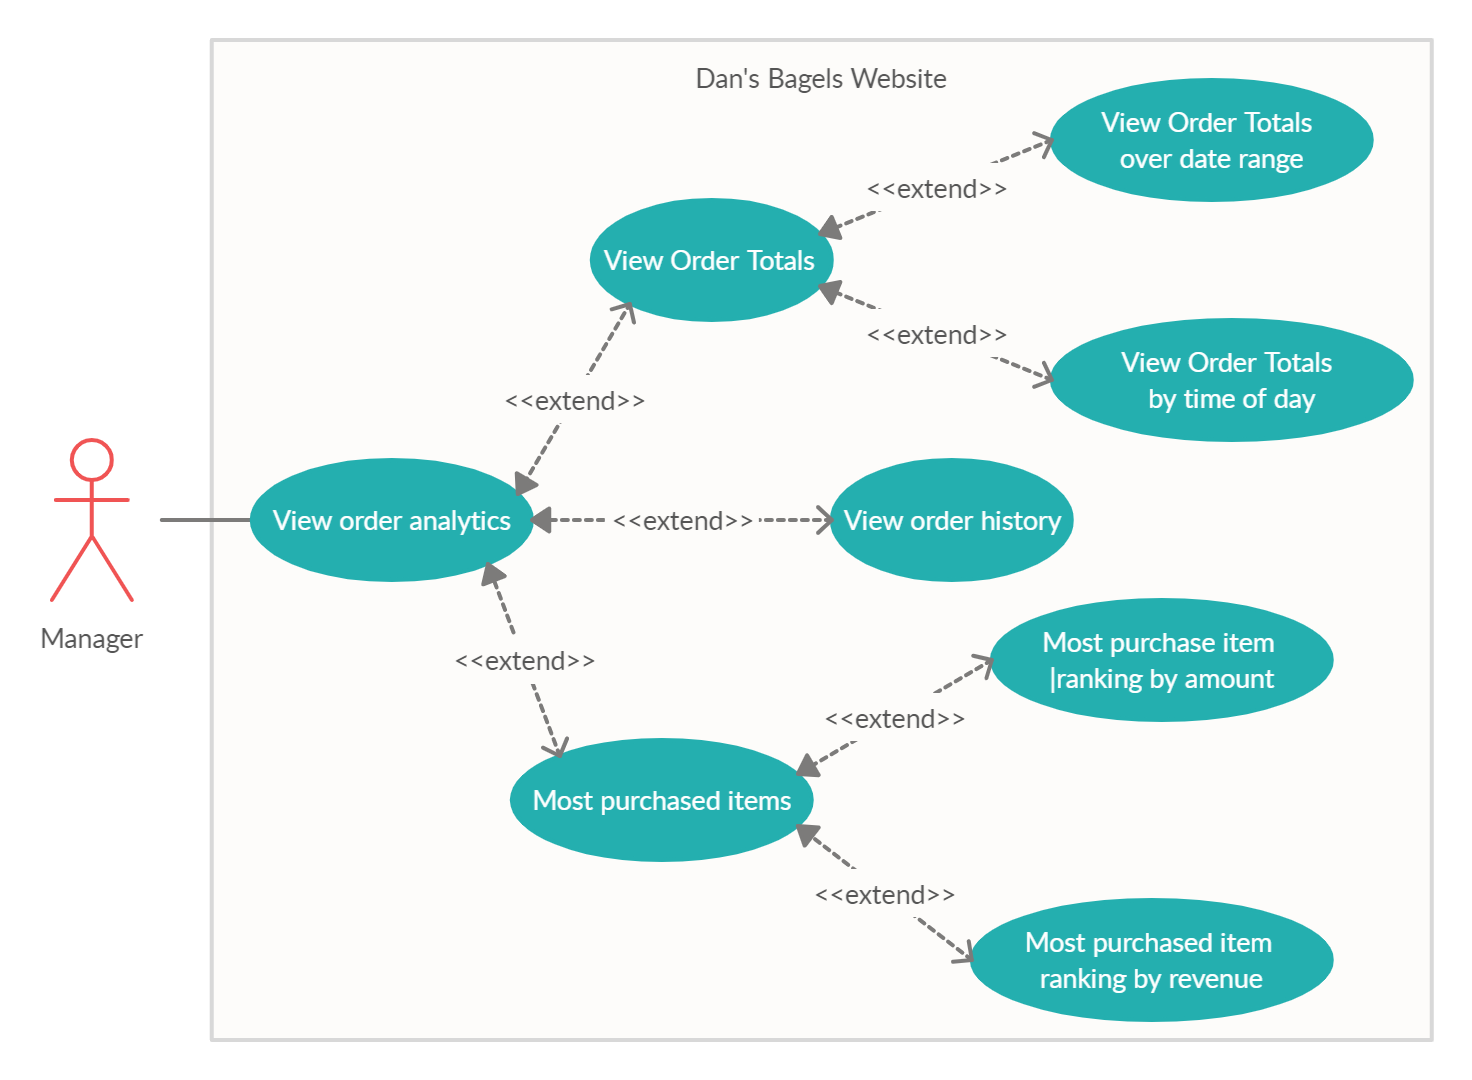 Dan's Bagels Website
View Order Totals
over date range
<<extend>>
View Order Totals
<<extend>>
View Order Totals
by time of day
<<extend>>
View order analytics
<<extend>>
View order history
Manager
<<extend>>
Most purchase item
|ranking by amount
<<extend>>
Most purchased items
<<extend>>
Most purchased item
ranking by revenue